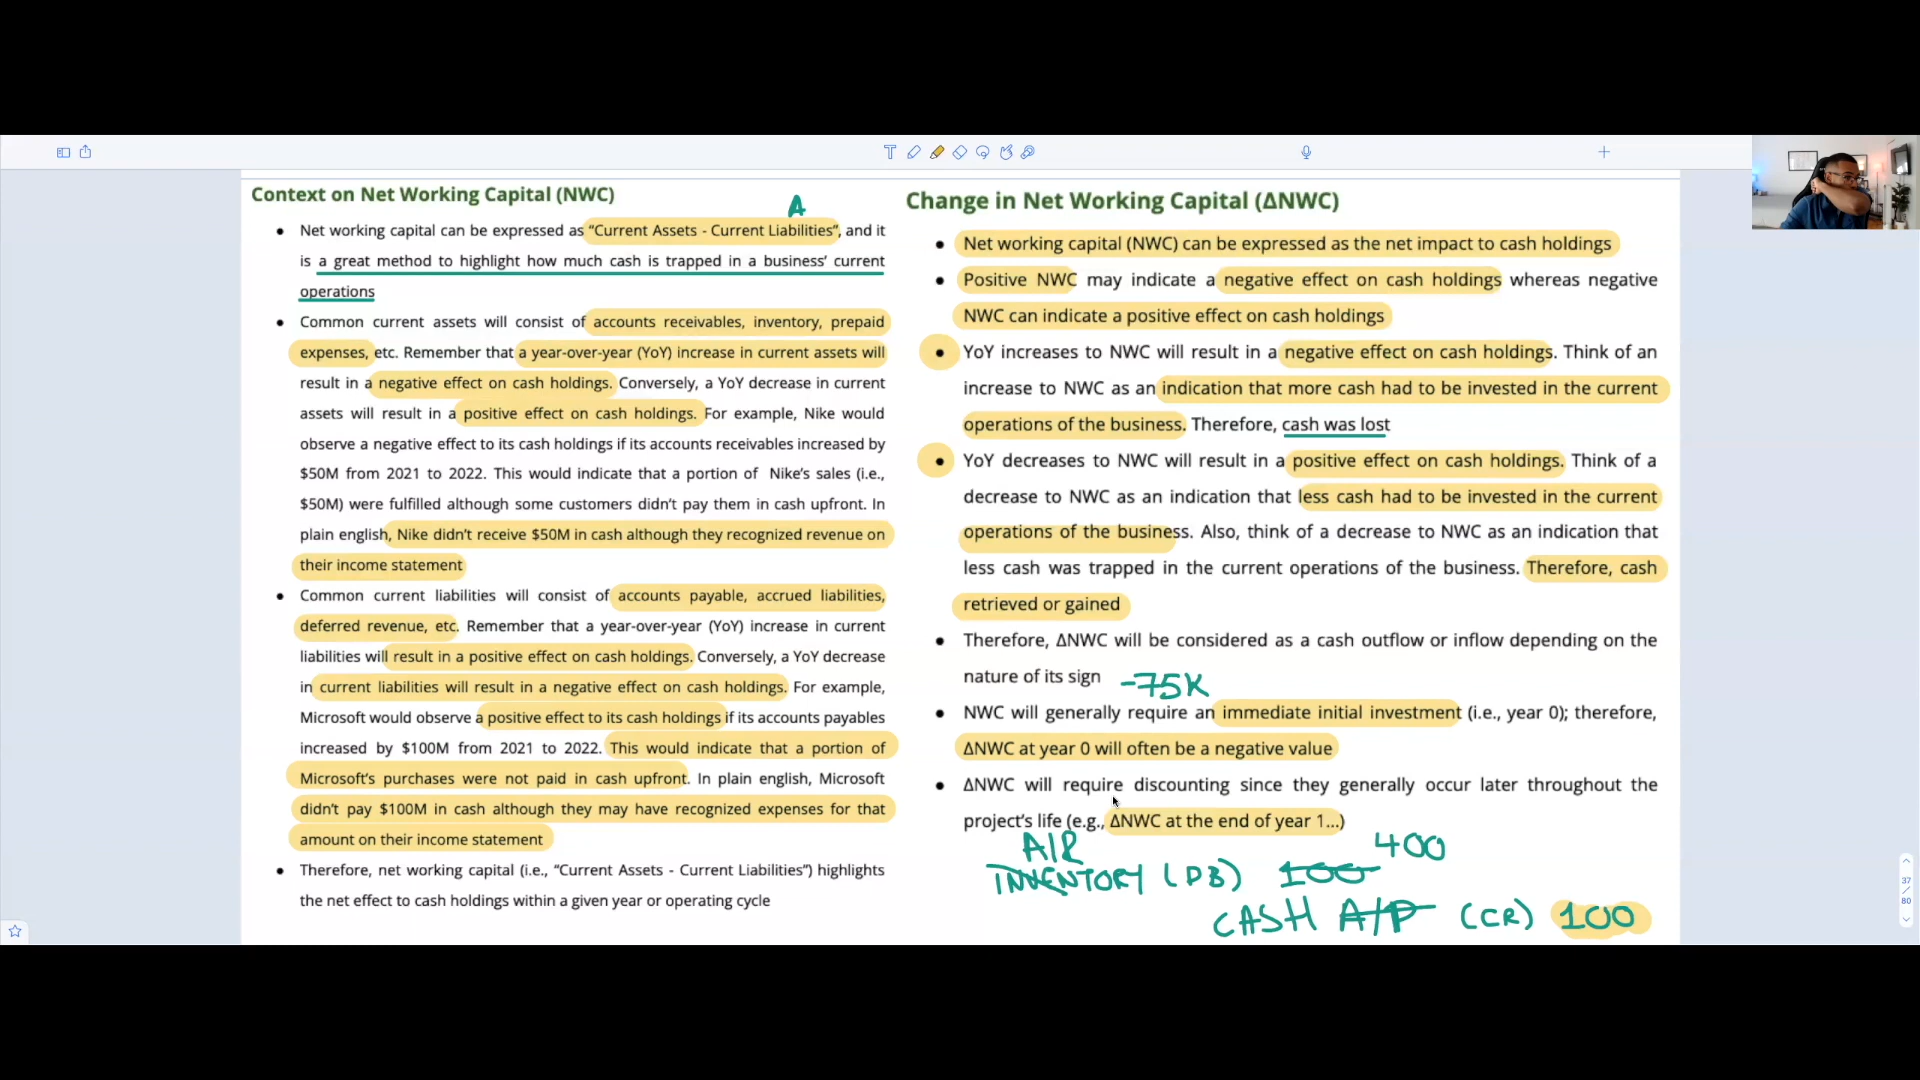 Context on Net Working Capital (NWC)
A
● Net working capital can be expressed as “Current Assets - Current Liabilities”, and it
is a great method to highlight how much cash is trapped in a business’ current
operations
● Common current assets will consist of accounts receivables, inventory, prepaid
expenses, etc. Remember that a year-over-year (YoY) increase in current assets will
result in a negative effect on cash holdings. Conversely, a YoY decrease in current
assets will result in a positive effect on cash holdings. For example, Nike would
observe a negative effect to its cash holdings if its accounts receivables increased by
$50M from 2021 to 2022. This would indicate that a portion of Nike’s sales (i.e.,
$50M) were fulfilled although some customers didn’t pay them in cash upfront. In
plain english, Nike didn’t receive $50M in cash although they recognized revenue on
their income statement
● Common current liabilities will consist of accounts payable, accrued liabilities,
deferred revenue, etc. Remember that a year-over-year (YoY) increase in current
liabilities will result in a positive effect on cash holdings. Conversely, a YoY decrease
in current liabilities will result in a negative effect on cash holdings. For example,
Microsoft would observe a positive effect to its cash holdings if its accounts payables
increased by $100M from 2021 to 2022. This would indicate that a portion of
Microsoft’s purchases were not paid in cash upfront. In plain english, Microsoft
didn’t pay $100M in cash although they may have recognized expenses for that
amount on their income statement
● Therefore, net working capital (i.e., “Current Assets - Current Liabilities”) highlights
the net effect to cash holdings within a given year or operating cycle
Change in Net Working Capital (ΔNWC)
● Net working capital (NWC) can be expressed as the net impact to cash holdings
● Positive NWC may indicate a negative effect on cash holdings whereas negative
NWC can indicate a positive effect on cash holdings
● YoY increases to NWC will result in a negative effect on cash holdings. Think of an
increase to NWC as an indication that more cash had to be invested in the current
operations of the business. Therefore, cash was lost
● YoY decreases to NWC will result in a positive effect on cash holdings. Think of a
decrease to NWC as an indication that less cash had to be invested in the current
operations of the business. Also, think of a decrease to NWC as an indication that
less cash was trapped in the current operations of the business. Therefore, cash
retrieved or gained
● Therefore, ΔNWC will be considered as a cash outflow or inflow depending on the
nature of its sign
-75K
● NWC will generally require an immediate initial investment (i.e., year 0); therefore,
ΔNWC at year 0 will often be a negative value
● ΔNWC will require discounting since they generally occur later throughout the
project’s life (e.g., ΔNWC at the end of year 1...)
A/R 400
INVENTORY (DB) 100
CASH A/P (CR) 100
37
/
80